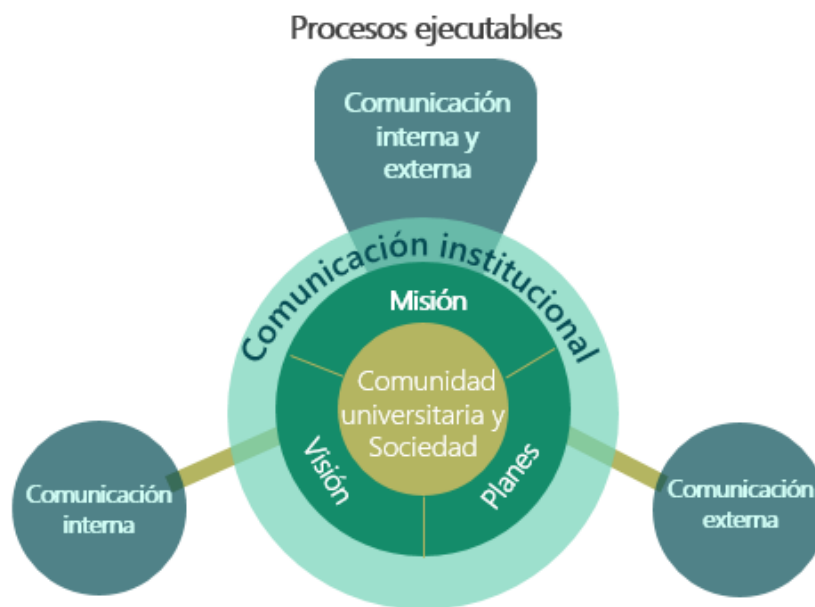 Procesos ejecutables
Comunicación
interna y
externa
Comunicación institucional
Misión
Comunidad
universitaria y
Sociedad
Visión
Planes
Comunicación
interna
Comunicación
externa